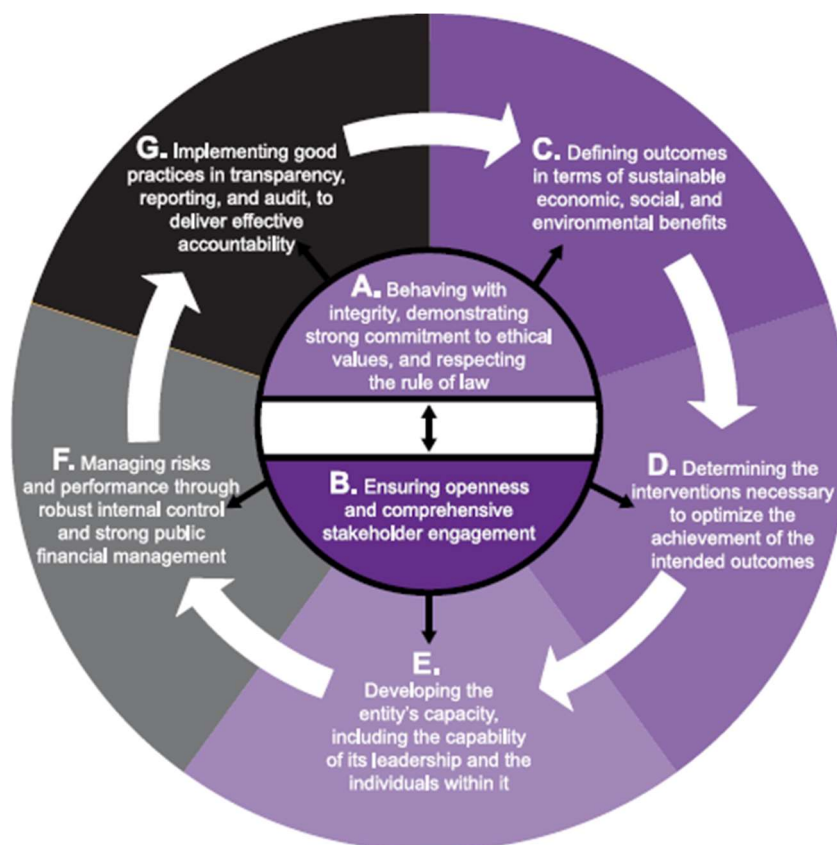 A. Behaving with
integrity, demonstrating
strong commitment to ethical
values, and respecting
the rule of law
B. Ensuring openness
and comprehensive
stakeholder engagement
C. Defining outcomes
in terms of sustainable
economic, social, and
environmental benefits
D. Determining the
interventions necessary
to optimize the
achievement of the
intended outcomes
E.
Developing the
entity's capacity,
including the capability
of its leadership and the
individuals within it
F. Managing risks
and performance through
robust internal control
and strong public
financial management
G. Implementing good
practices in transparency,
reporting, and audit, to
deliver effective
accountability